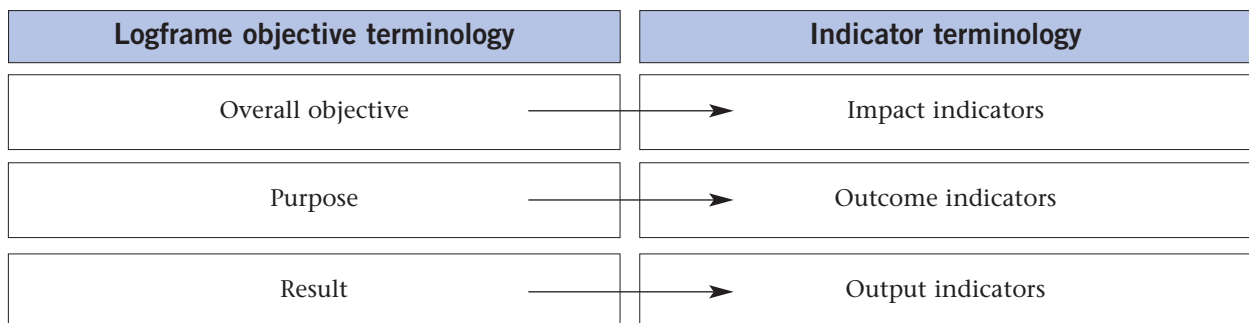 Logframe objective terminology
Indicator terminology
Overall objective
Impact indicators
Purpose
Outcome indicators
Result
Output indicators